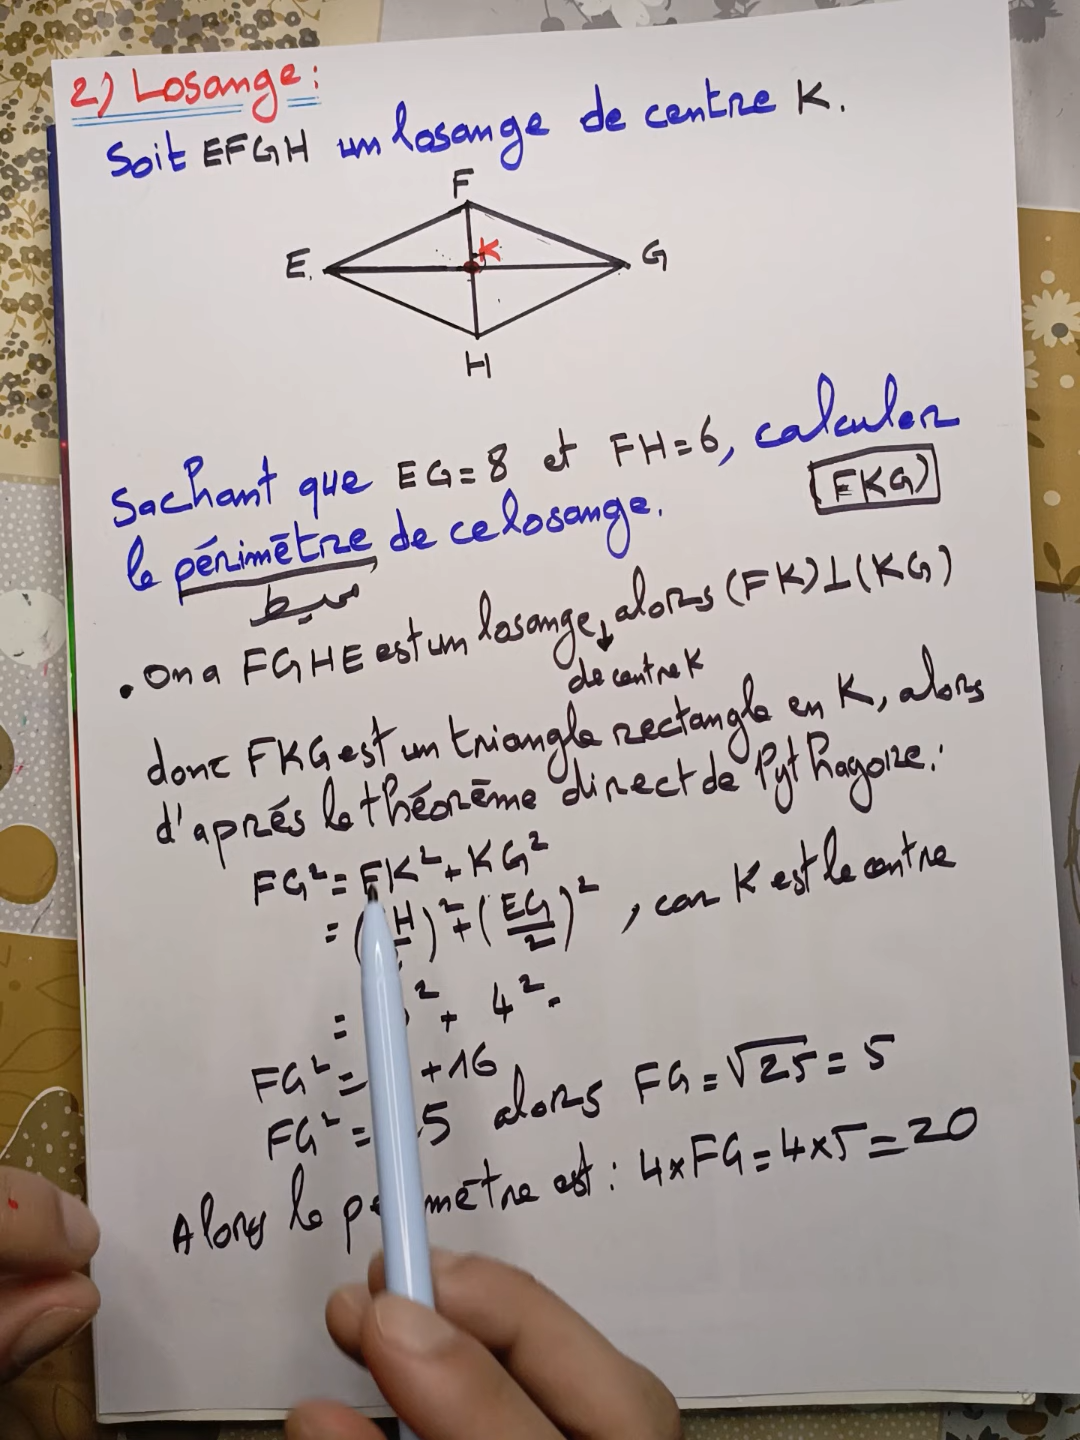 2) Losange:
Soit EFGH un losange de centre K.
F
K
E.
G
H
Sachant que EG=8 et FH=6, calculer
FKG
le périmètre de ce losange.
محيط
. On a FGHE est un losange, alors (FK)⊥(KG)
de centre K
donc FKG est un triangle rectangle en K, alors
d'après le théorème direct de Pythagore:
FG²=FK²+KG²
=( H )²+(EG/2)², car K est le centre
= ²+ 4².
FG²= +16
FG²= 5 alors FG=√25=5
Alors le p mètre est: 4×FG=4×5=20